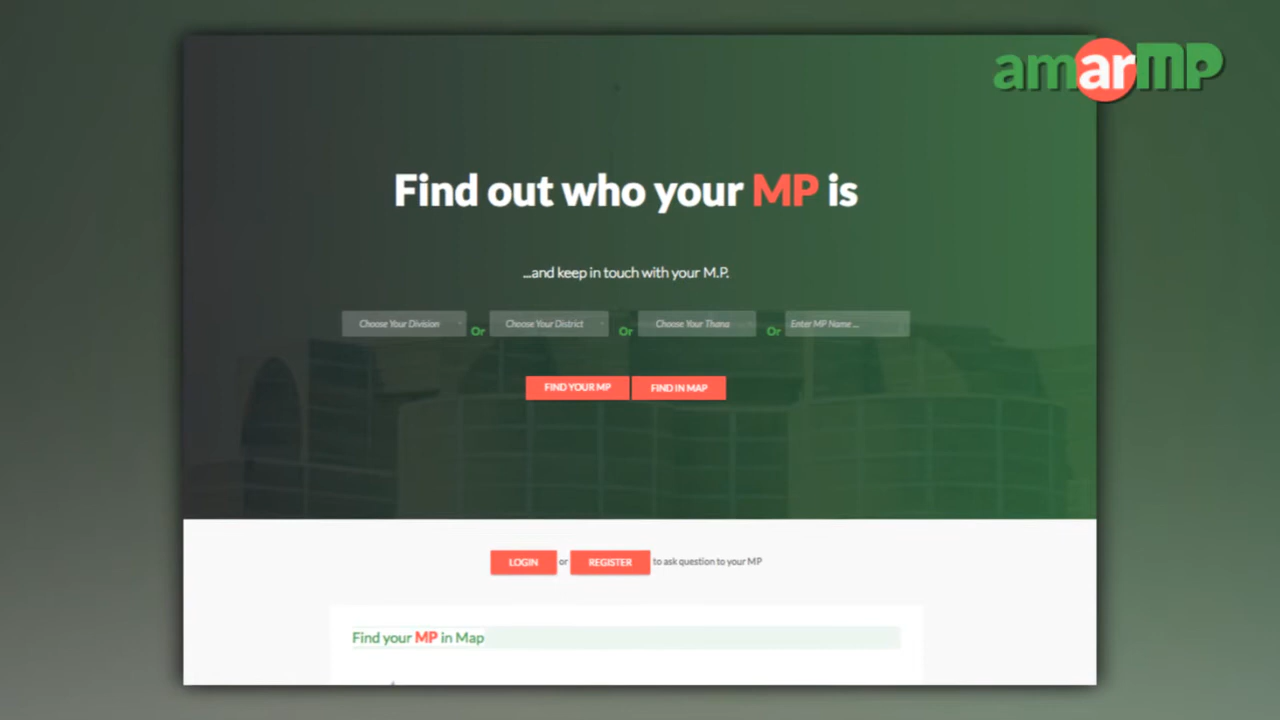 amarMP
Find out who your MP is
...and keep in touch with your M.P.
Choose Your Division Or Choose Your District Or Choose Your Thana Or Enter MP Name ...
FIND YOUR MP FIND IN MAP
LOGIN or REGISTER to ask question to your MP
Find your MP in Map